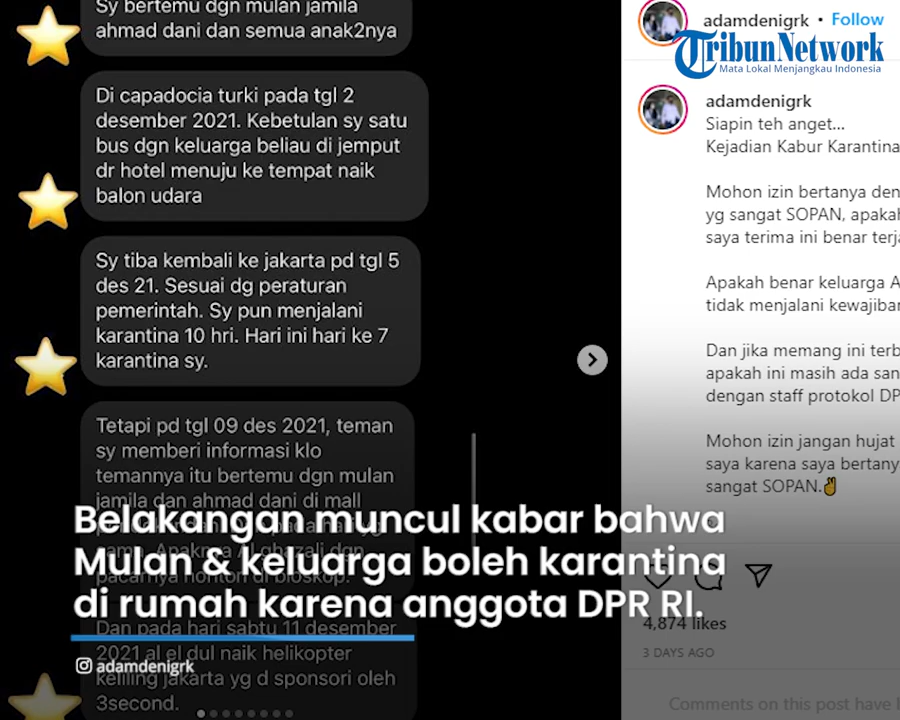 Sy bertemu dgn mulan jamila
ahmad dani dan semua anak2nya
Di capadocia turki pada tgl 2
desember 2021. Kebetulan sy satu
bus dgn keluarga beliau di jemput
dr hotel menuju ke tempat naik
balon udara
Sy tiba kembali ke jakarta pd tgl 5
des 21. Sesuai dg peraturan
pemerintah. Sy pun menjalani
karantina 10 hri. Hari ini hari ke 7
karantina sy.
Tetapi pd tgl 09 des 2021, teman
sy memberi informasi klo
temannya itu bertemu dgn mulan
jamila dan ahmad dani di mall
pacarnya nonton di bioskop.
Dan pada hari sabtu 11 desember
2021 al el dul naik helikopter
keliling jakarta yg d sponsori oleh
3second.
Belakangan muncul kabar bahwa
Mulan & keluarga boleh karantina
di rumah karena anggota DPR RI.
adamdenigrk
adamdenigrk • Follow
Tribun Network
Mata Lokal Menjangkau Indonesia
adamdenigrk
Siapin teh anget...
Kejadian Kabur Karantina
Mohon izin bertanya den
yg sangat SOPAN, apakah
saya terima ini benar terja
Apakah benar keluarga A
tidak menjalani kewajiban
Dan jika memang ini terb
apakah ini masih ada san
dengan staff protokol DP
Mohon izin jangan hujat
saya karena saya bertany
sangat SOPAN.✌
4,874 likes
3 DAYS AGO
Comments on this post have b